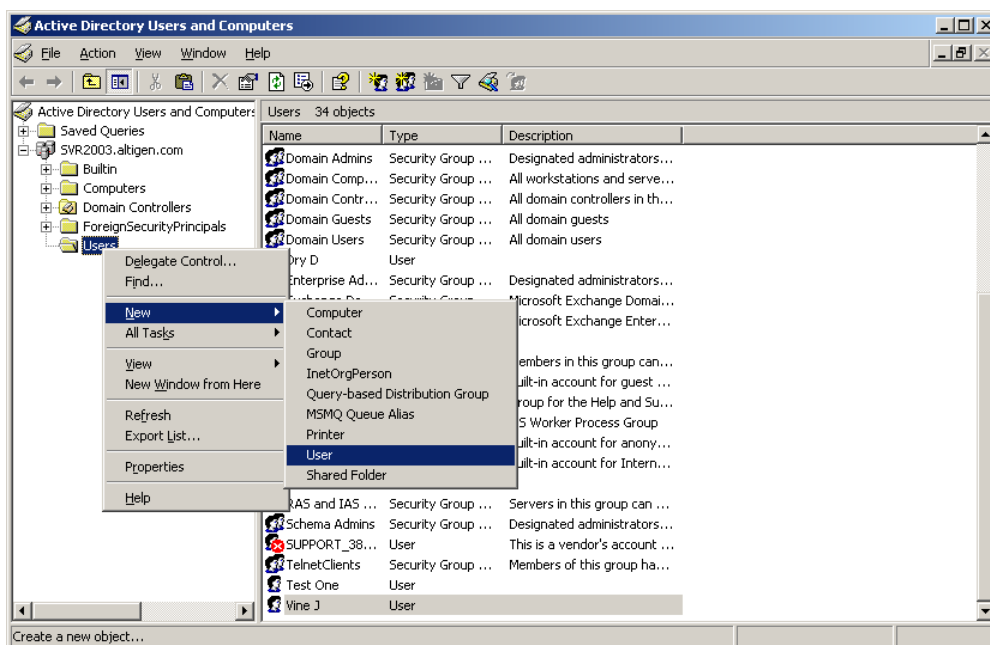 Active Directory Users and Computers
File Action View Window Help
Active Directory Users and Computer:
Saved Queries
SVR2003.altigen.com
Builtin
Computers
Domain Controllers
ForeignSecurityPrincipals
Users
Users 34 objects
Name Type Description
Domain Admins Security Group ... Designated administrators...
Domain Comp... Security Group ... All workstations and serve...
Domain Contr... Security Group ... All domain controllers in th...
Domain Guests Security Group ... All domain guests
Domain Users Security Group ... All domain users
Dry D User
Enterprise Ad... Security Group ... Designated administrators...
Microsoft Exchange Domai...
icrosoft Exchange Enter...
embers in this group can...
uilt-in account for guest ...
roup for the Help and Su...
S Worker Process Group
uilt-in account for anony...
uilt-in account for Intern...
RAS and IAS ... Security Group ... Servers in this group can ...
Schema Admins Security Group ... Designated administrators...
SUPPORT_38... User This is a vendor's account ...
TelnetClients Security Group ... Members of this group ha...
Test One User
Vine J User
Delegate Control...
Find...
New
All Tasks
View
New Window from Here
Refresh
Export List...
Properties
Help
Computer
Contact
Group
InetOrgPerson
Query-based Distribution Group
MSMQ Queue Alias
Printer
User
Shared Folder
Create a new object...